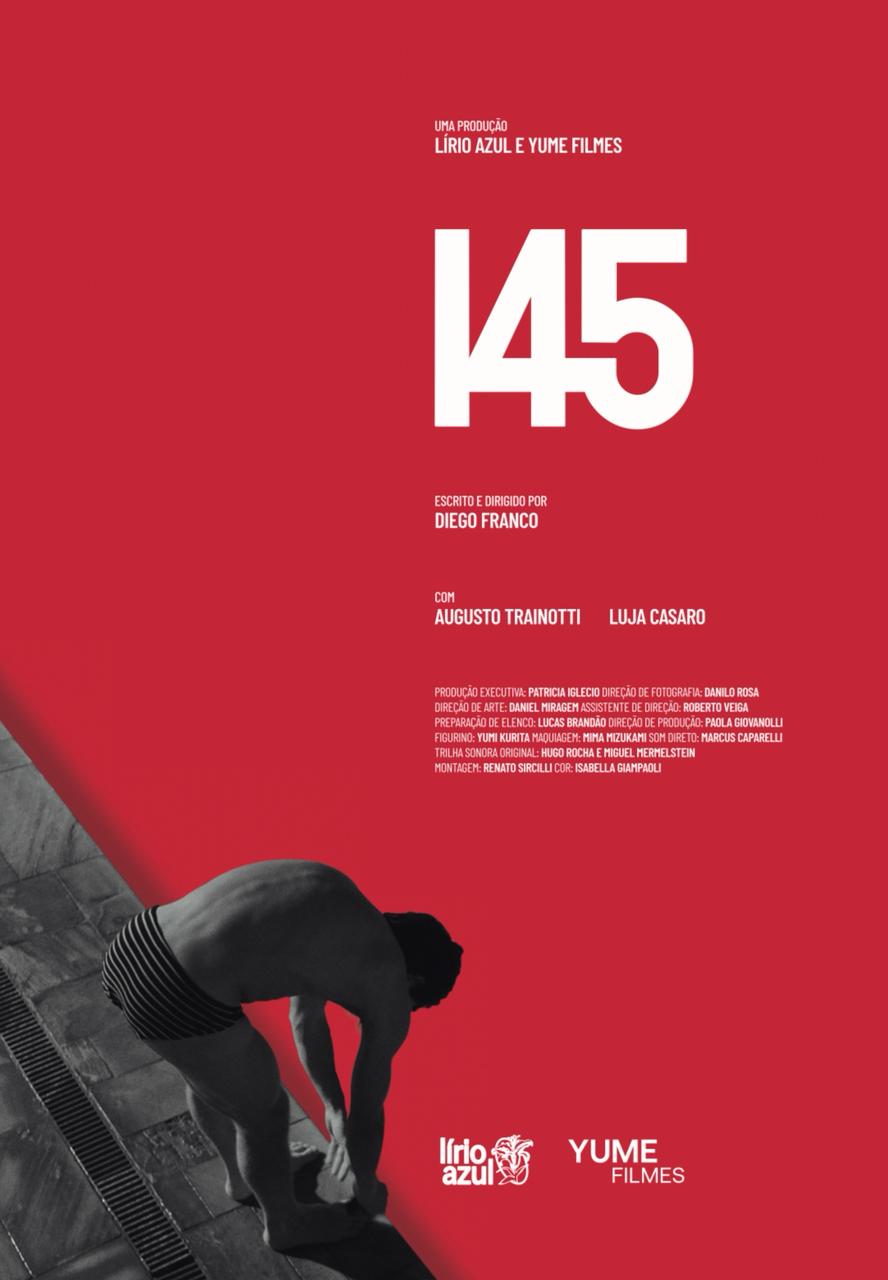 UMA PRODUÇÃO
LÍRIO AZUL E YUME FILMES
145
ESCRITO E DIRIGIDO POR
DIEGO FRANCO
COM
AUGUSTO TRAINOTTI LUJA CASARO
PRODUÇÃO EXECUTIVA: PATRICIA IGLECIO DIREÇÃO DE FOTOGRAFIA: DANILO ROSA
DIREÇÃO DE ARTE: DANIEL MIRAGEM ASSISTENTE DE DIREÇÃO: ROBERTO VEIGA
PREPARAÇÃO DE ELENCO: LUCAS BRANDÃO DIREÇÃO DE PRODUÇÃO: PAOLA GIOVANOLLI
FIGURINO: YUMI KURITA MAQUIAGEM: MIMA MIZUKAMI SOM DIRETO: MARCUS CAPARELLI
TRILHA SONORA ORIGINAL: HUGO ROCHA E MIGUEL MERMELSTEIN
MONTAGEM: RENATO SIRCILLI COR: ISABELLA GIAMPAOLI
lírio
azul
YUME
FILMES